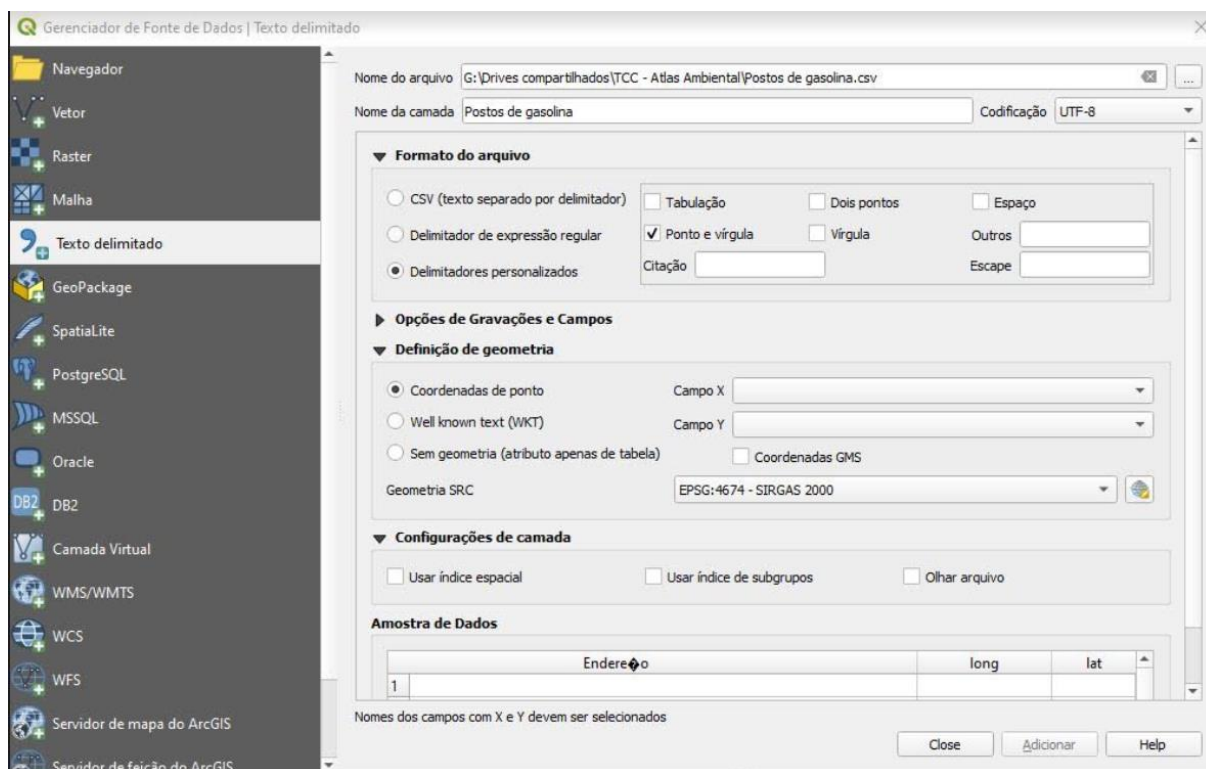 Gerenciador de Fonte de Dados | Texto delimitado
Navegador
Vetor
Raster
Malha
Texto delimitado
GeoPackage
SpatiaLite
PostgreSQL
MSSQL
Oracle
DB2 DB2
Camada Virtual
WMS/WMTS
WCS
WFS
Servidor de mapa do ArcGIS
Servidor de feição do ArcGIS
Nome do arquivo G:\Drives compartilhados\TCC - Atlas Ambiental\Postos de gasolina.csv ...
Nome da camada Postos de gasolina Codificação UTF-8
Formato do arquivo
CSV (texto separado por delimitador) Tabulação Dois pontos Espaço
Delimitador de expressão regular Ponto e vírgula Vírgula Outros
Delimitadores personalizados Citação Escape
Opções de Gravações e Campos
Definição de geometria
Coordenadas de ponto Campo X
Well known text (WKT) Campo Y
Sem geometria (atributo apenas de tabela) Coordenadas GMS
Geometria SRC EPSG:4674 - SIRGAS 2000
Configurações de camada
Usar índice espacial Usar índice de subgrupos Olhar arquivo
Amostra de Dados
Endere�o long lat
1
Nomes dos campos com X e Y devem ser selecionados
Close Adicionar Help